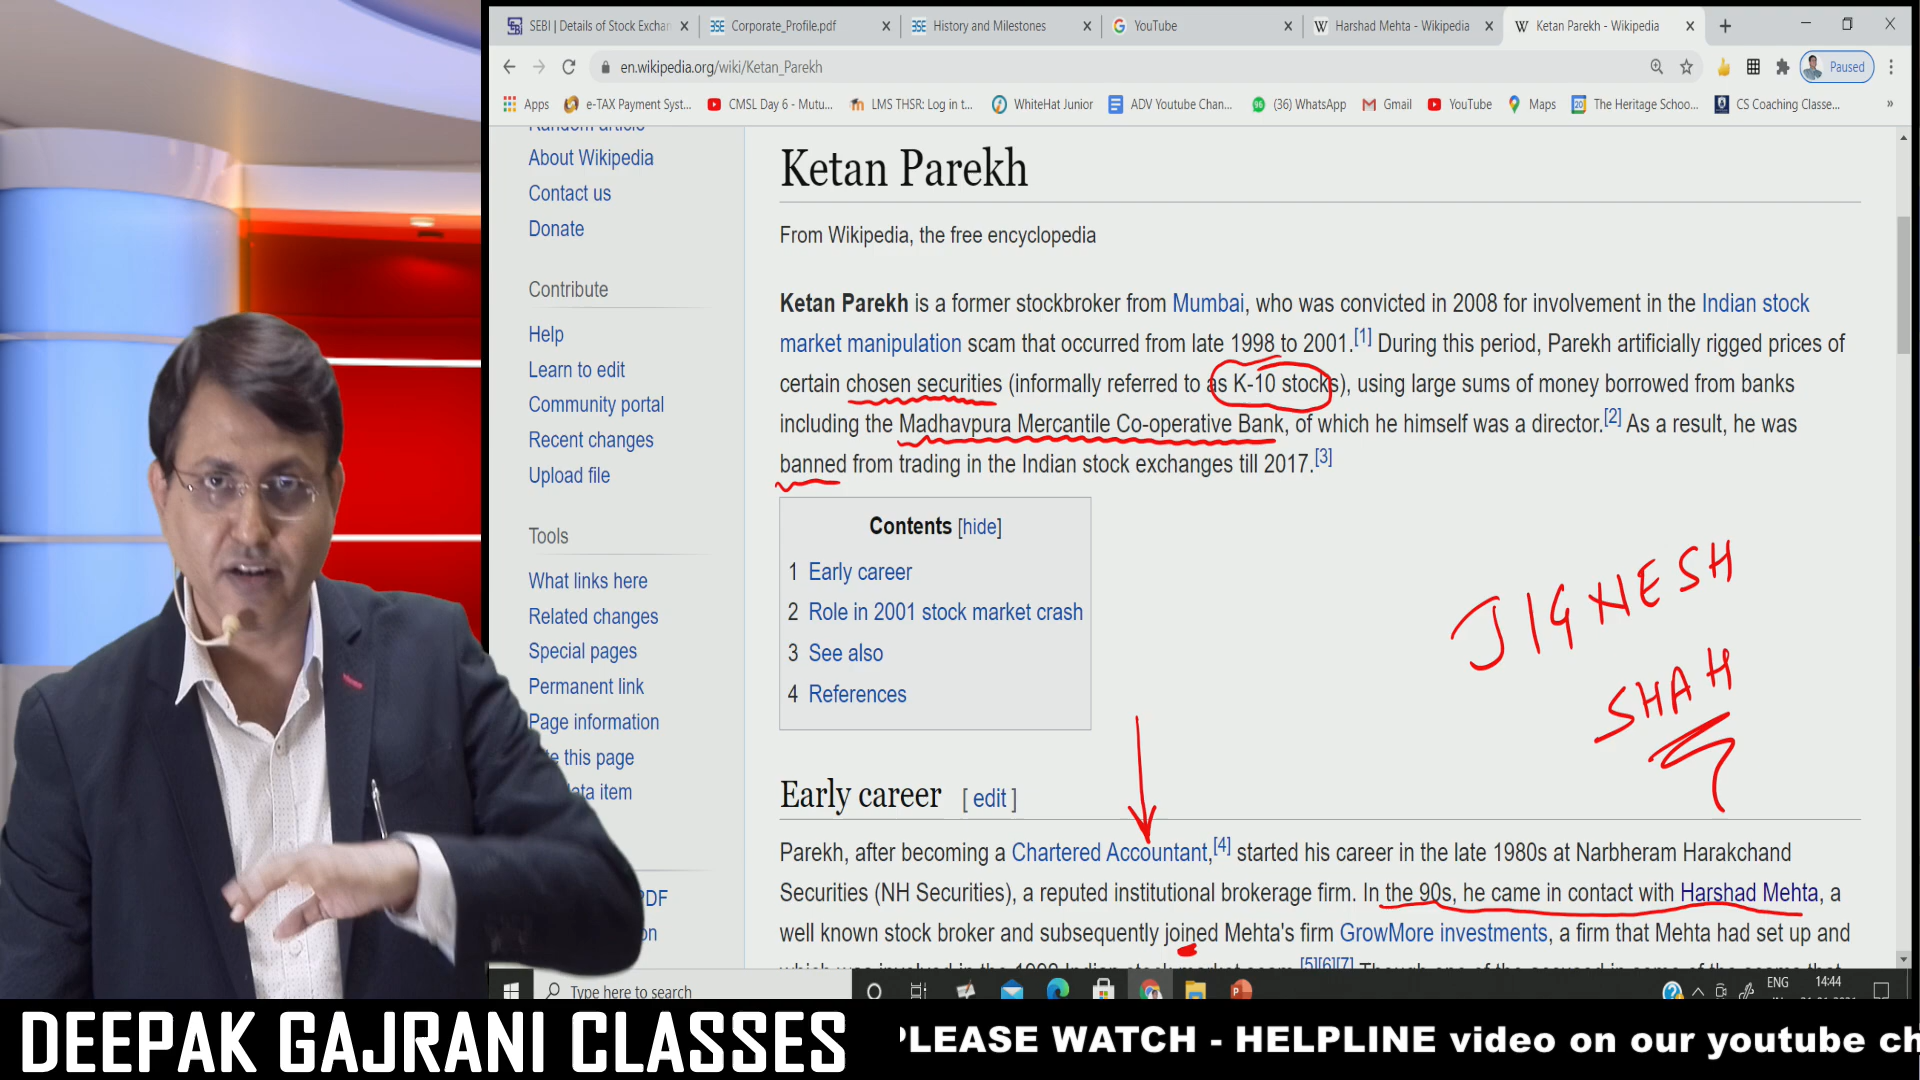 SEBI | Details of Stock Exchan
Corporate_Profile.pdf
History and Milestones
YouTube
Harshad Mehta - Wikipedia
Ketan Parekh - Wikipedia
en.wikipedia.org/wiki/Ketan_Parekh
Paused
Apps
e-TAX Payment Syst...
CMSL Day 6 - Mutu...
LMS THSR: Log in t...
WhiteHat Junior
ADV Youtube Chan...
(36) WhatsApp
Gmail
YouTube
Maps
The Heritage Schoo...
CS Coaching Classe...
Random article
About Wikipedia
Contact us
Donate
Contribute
Help
Learn to edit
Community portal
Recent changes
Upload file
Tools
What links here
Related changes
Special pages
Permanent link
Page information
this page
item
PDF
Ketan Parekh
From Wikipedia, the free encyclopedia
Ketan Parekh is a former stockbroker from Mumbai, who was convicted in 2008 for involvement in the Indian stock
market manipulation scam that occurred from late 1998 to 2001.[1] During this period, Parekh artificially rigged prices of
certain chosen securities (informally referred to as K-10 stocks), using large sums of money borrowed from banks
including the Madhavpura Mercantile Co-operative Bank, of which he himself was a director.[2] As a result, he was
banned from trading in the Indian stock exchanges till 2017.[3]
Contents [hide]
1 Early career
2 Role in 2001 stock market crash
3 See also
4 References
JIGNESH
SHAH
Early career [ edit ]
Parekh, after becoming a Chartered Accountant,[4] started his career in the late 1980s at Narbheram Harakchand
Securities (NH Securities), a reputed institutional brokerage firm. In the 90s, he came in contact with Harshad Mehta, a
well known stock broker and subsequently joined Mehta's firm GrowMore investments, a firm that Mehta had set up and
Type here to search
ENG
14:44
DEEPAK GAJRANI CLASSES
PLEASE WATCH - HELPLINE video on our youtube ch